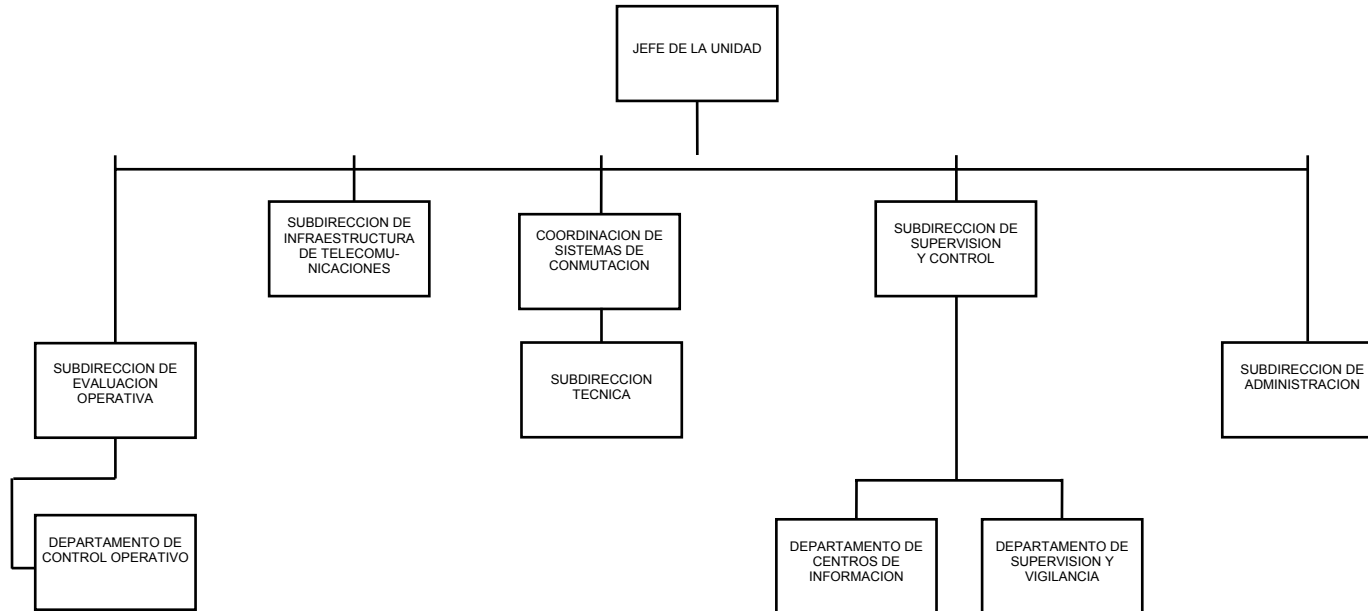 JEFE DE LA UNIDAD
SUBDIRECCION DE
INFRAESTRUCTURA
DE TELECOMU-
NICACIONES
COORDINACION DE
SISTEMAS DE
CONMUTACION
SUBDIRECCION DE
SUPERVISION
Y CONTROL
SUBDIRECCION DE
EVALUACION
OPERATIVA
SUBDIRECCION
TECNICA
SUBDIRECCION DE
ADMINISTRACION
DEPARTAMENTO DE
CONTROL OPERATIVO
DEPARTAMENTO DE
CENTROS DE
INFORMACION
DEPARTAMENTO DE
SUPERVISION Y
VIGILANCIA